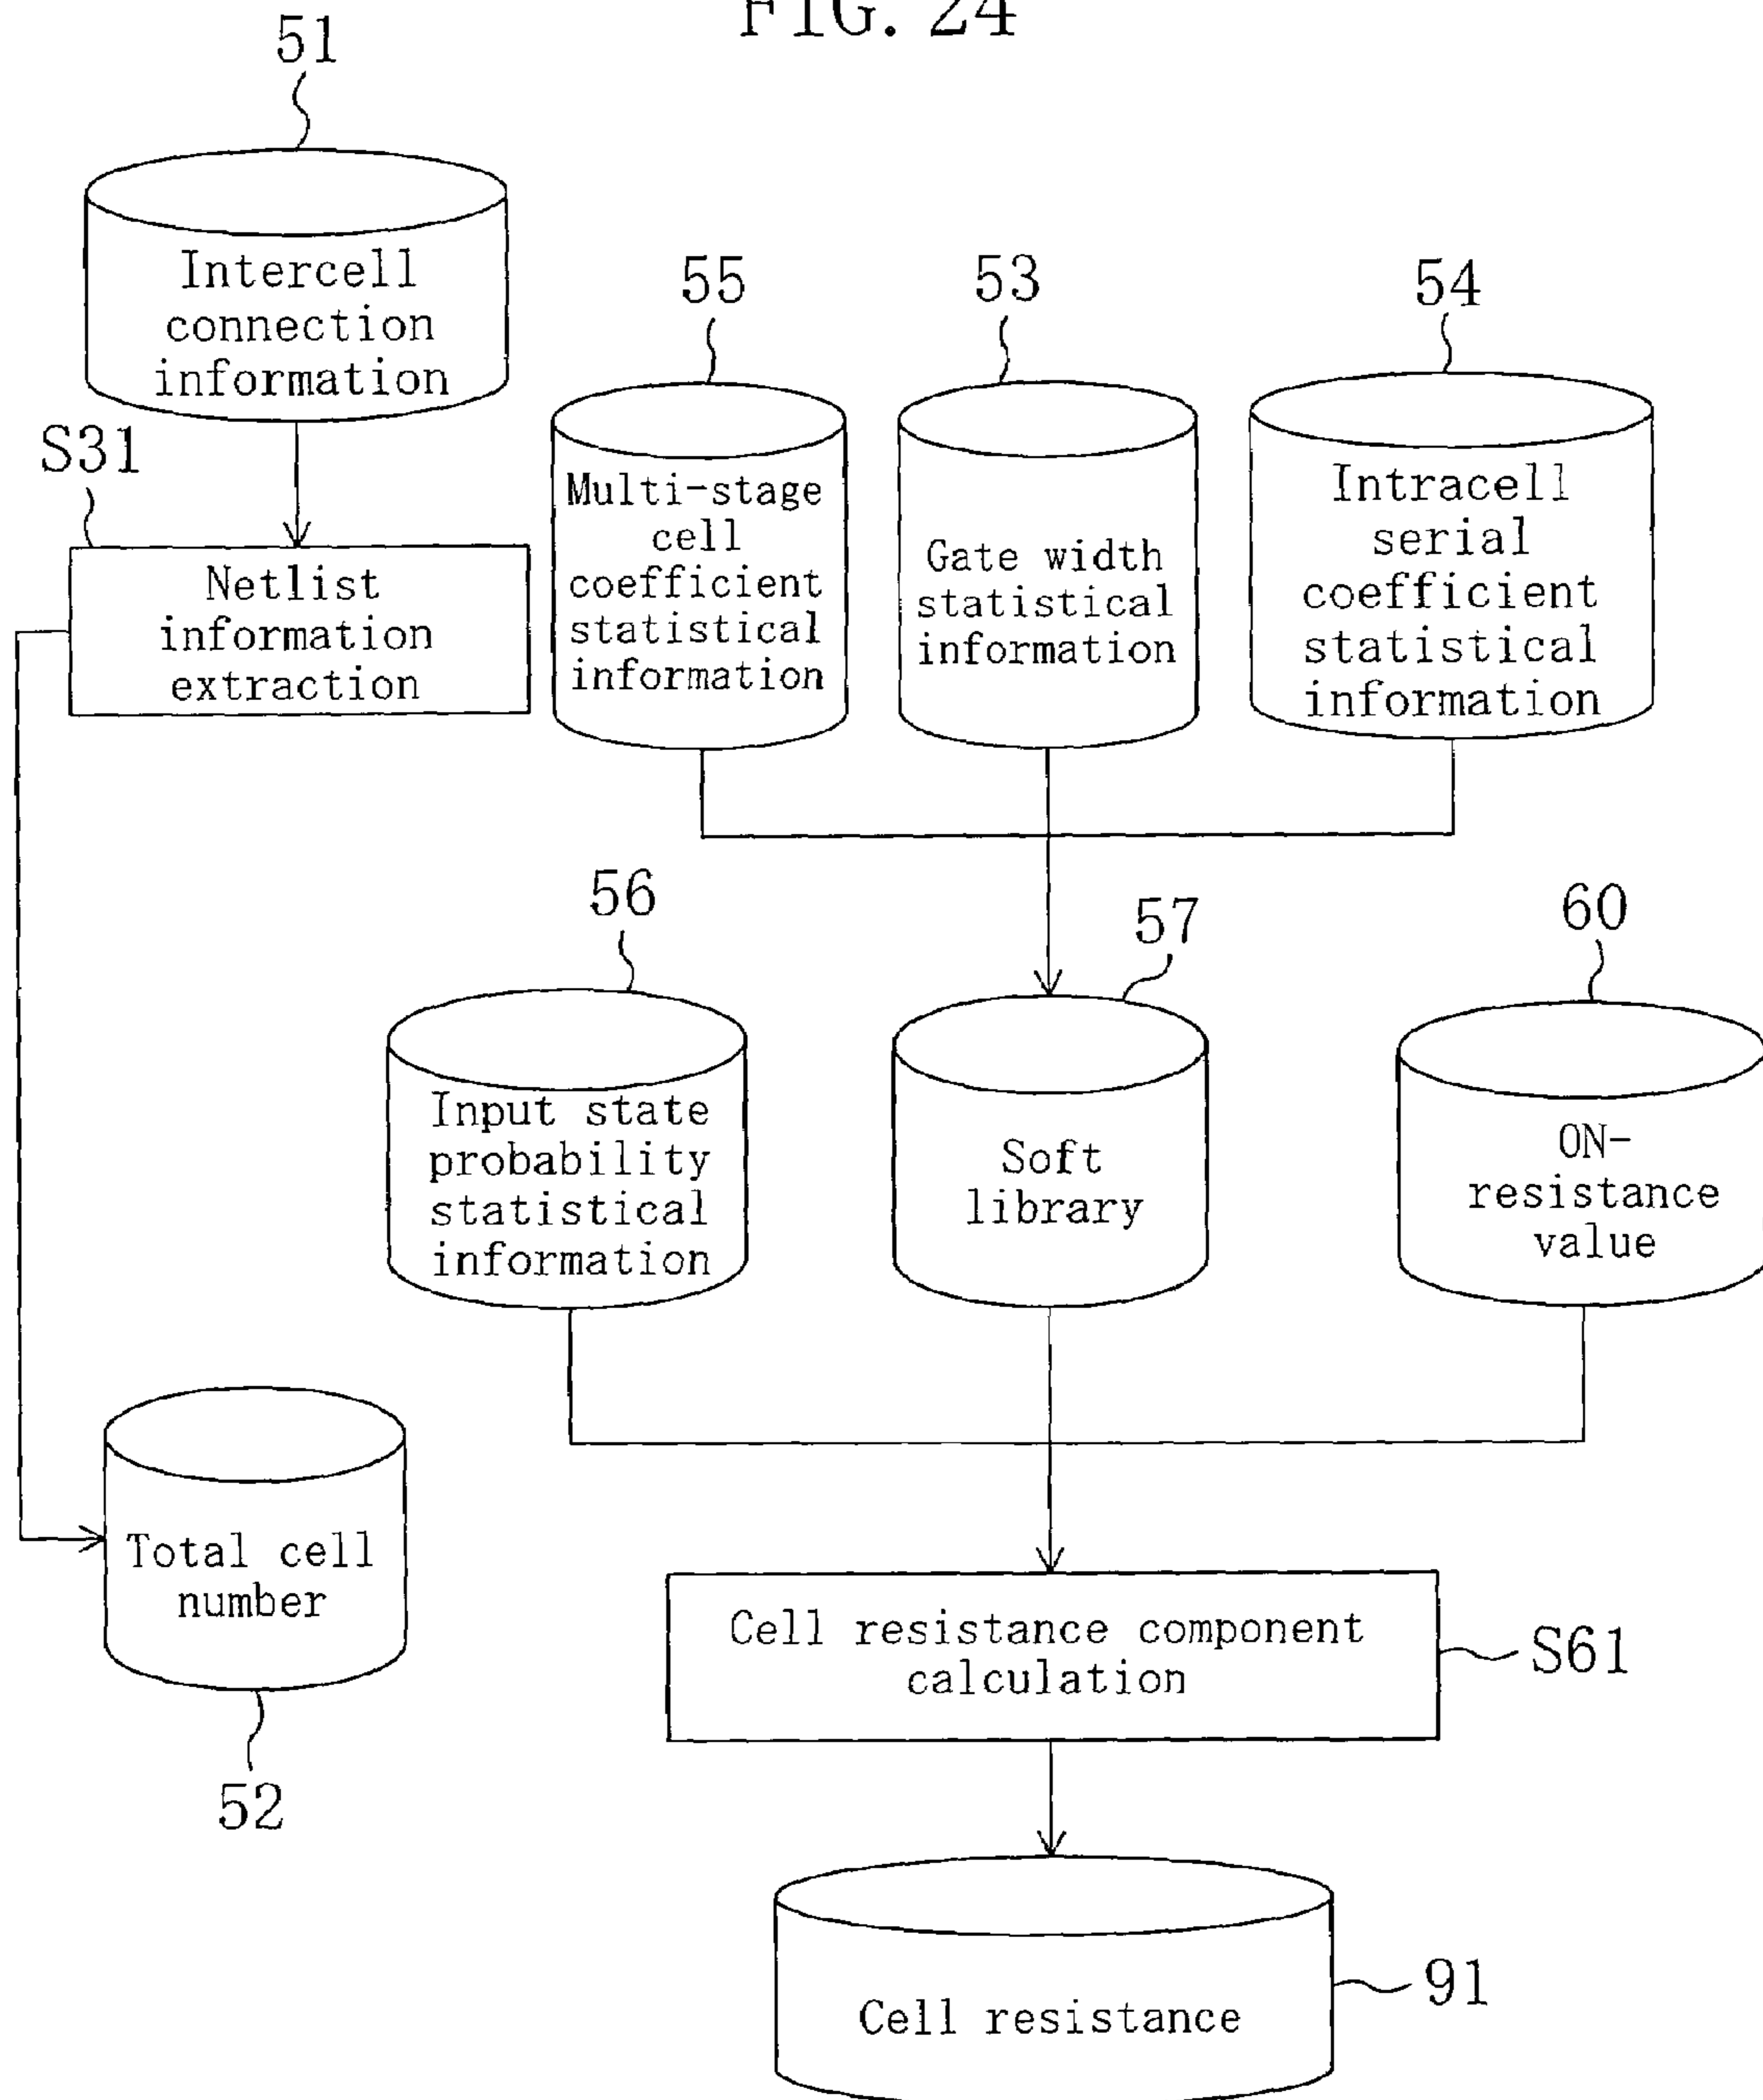 FIG. 24
51
Intercell
connection
information
S31
Netlist
information
extraction
55
Multi-stage
cell
coefficient
statistical
information
53
Gate width
statistical
information
54
Intracell
serial
coefficient
statistical
information
56
Input state
probability
statistical
information
57
Soft
library
60
ON-
resistance
value
Total cell
number
52
Cell resistance component
calculation
S61
Cell resistance
91